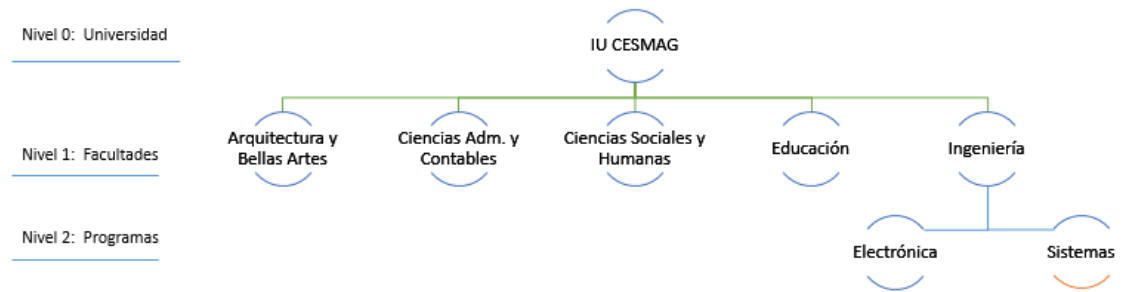 Nivel 0: Universidad
IU CESMAG
Nivel 1: Facultades
Arquitectura y
Bellas Artes
Ciencias Adm. y
Contables
Ciencias Sociales y
Humanas
Educación
Ingeniería
Nivel 2: Programas
Electrónica
Sistemas